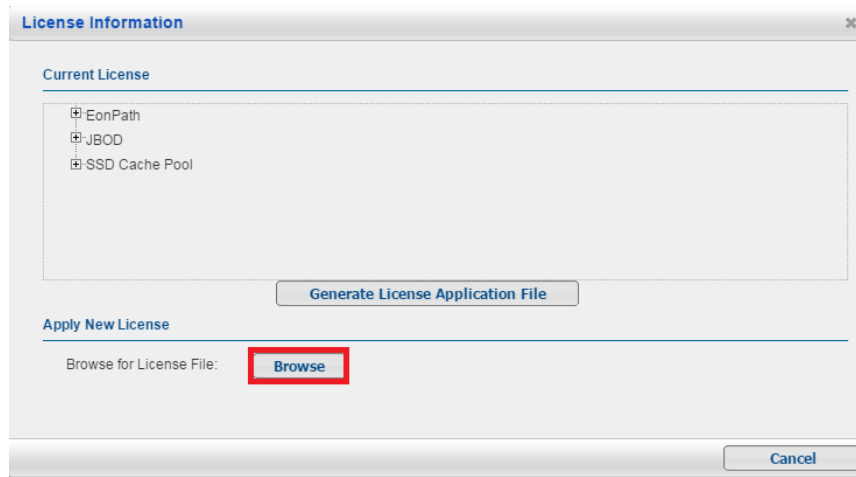 License Information
Current License
EonPath
JBOD
SSD Cache Pool
Generate License Application File
Apply New License
Browse for License File:
Browse
Cancel